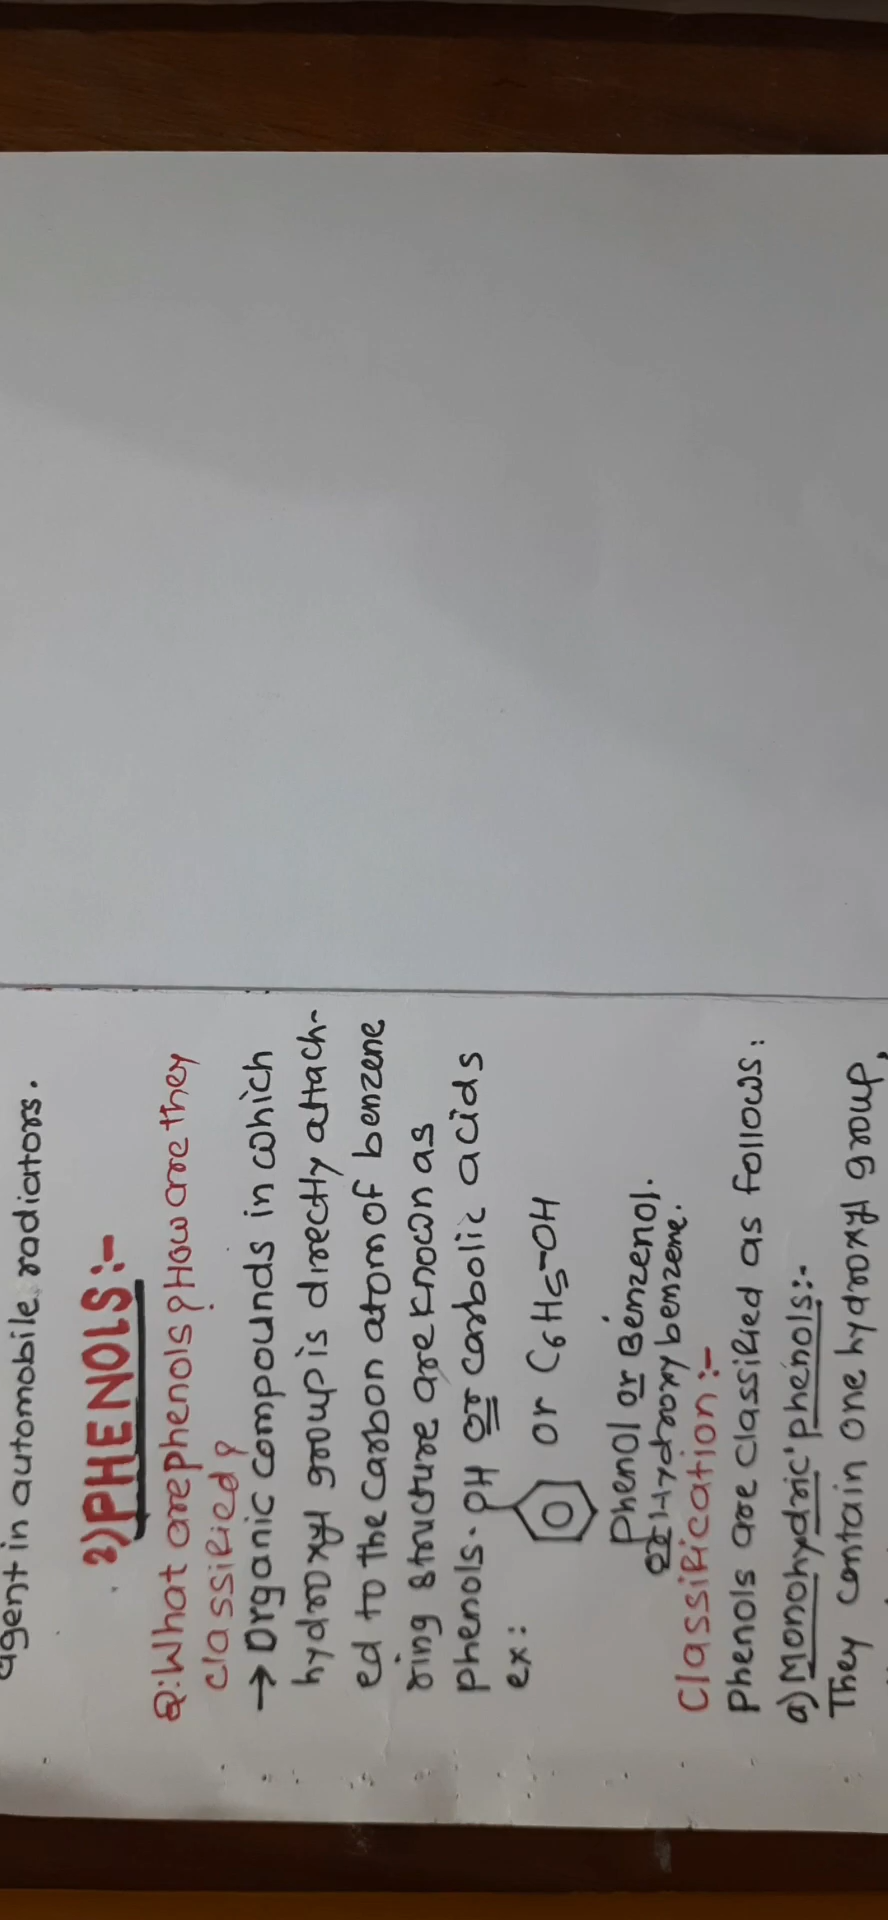 agent in automobile radiators.
2) PHENOLS:-
Q:What are phenols? How are they
classified?
→ Organic compounds in which
hydroxyl group is directly attach-
ed to the carbon atom of benzene
ring structure are known as
phenols. OH or carbolic acids
ex: or C6H5-OH
Phenol or Benzenol.
or Hydroxy benzene.
Classification:-
Phenols are classified as follows:
a) Monohydric phenols:-
They contain one hydroxyl group,